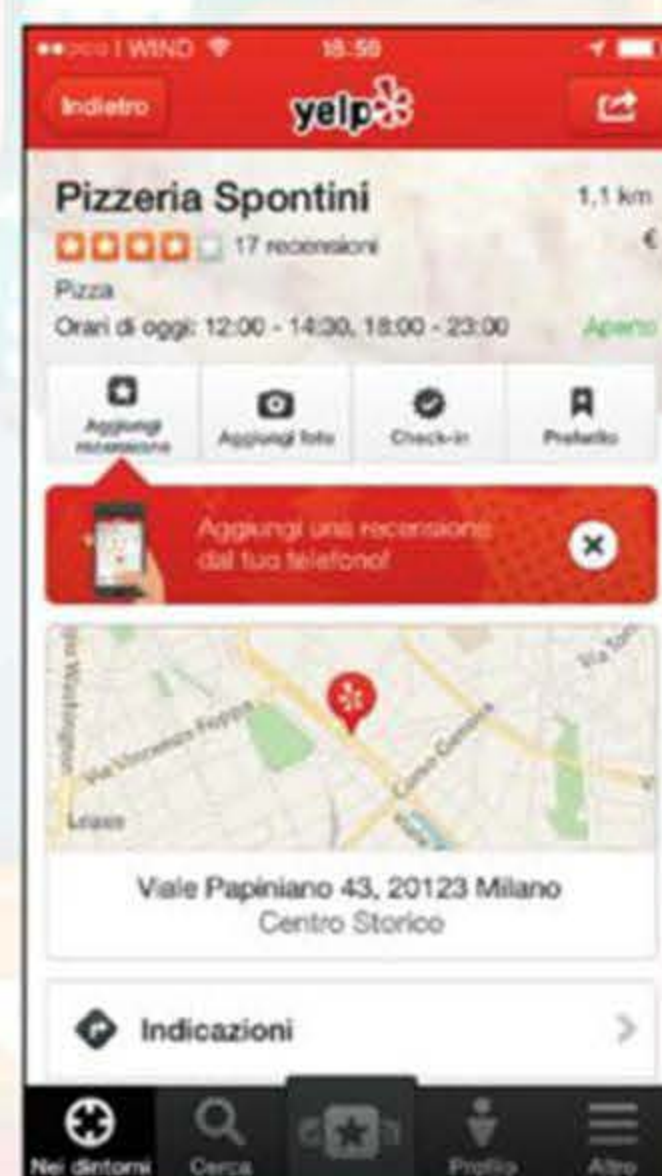 WIND 18:58
Indietro
yelp
Pizzeria Spontini 1,1 km
17 recensioni €
Pizza
Orari di oggi: 12:00 - 14:30, 18:00 - 23:00 Aperto
Aggiungi
recensione
Aggiungi foto
Check-in
Preferito
Aggiungi una recensione
dal tuo telefono!
Via Vincenzo Foppa
Corso Genova
Viale Papiniano 43, 20123 Milano
Centro Storico
Indicazioni
Nei dintorni Cerca Profilo Altro